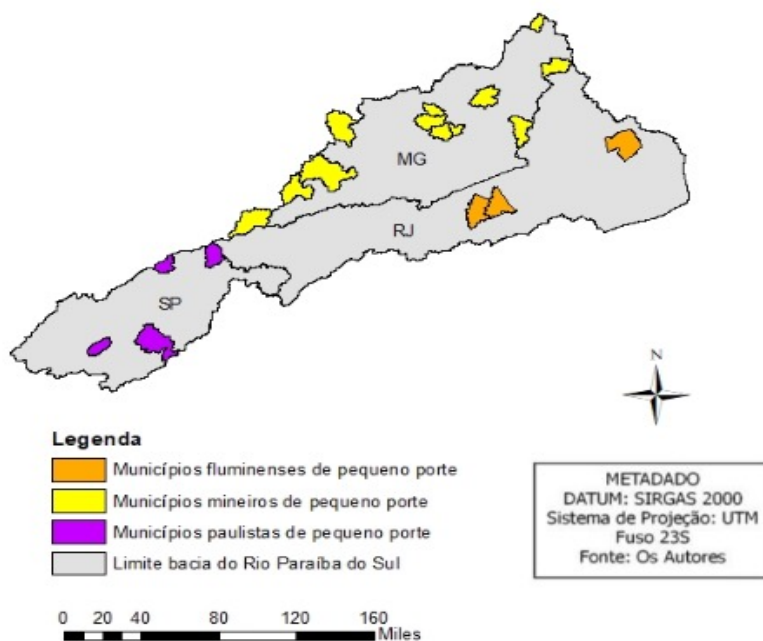 MG
RJ
SP
N
Legenda
Municípios fluminenses de pequeno porte
Municípios mineiros de pequeno porte
Municípios paulistas de pequeno porte
Limite bacia do Rio Paraíba do Sul
METADADO
DATUM: SIRGAS 2000
Sistema de Projeção: UTM
Fuso 23S
Fonte: Os Autores
0 20 40 80 120 160
Miles